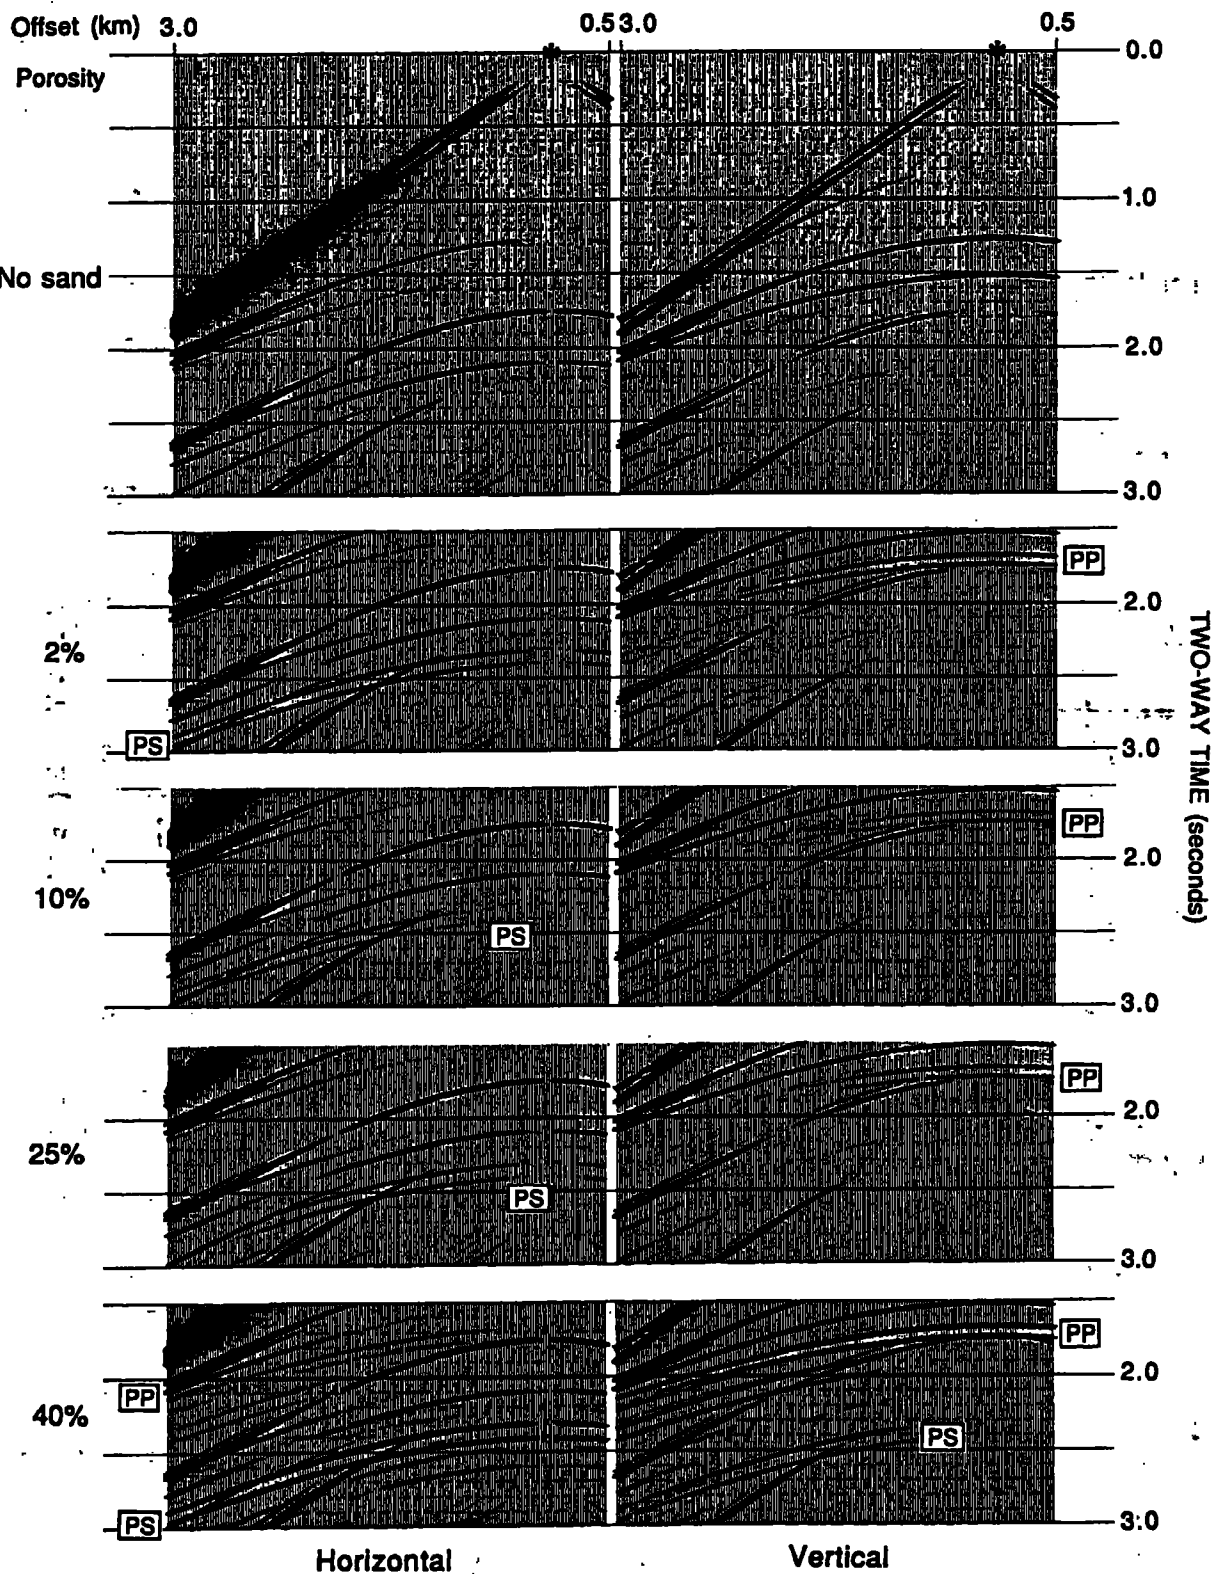 Offset (km) 3.0 0.5 3.0 0.5
0.0
Porosity
1.0
No sand
2.0
3.0
PP
2.0
2%
PS
3.0
PP
2.0
10%
PS
3.0
PP
2.0
25%
PS
3.0
PP
2.0
PP
40%
PS
3.0
PS
TWO-WAY TIME (seconds)
Horizontal Vertical